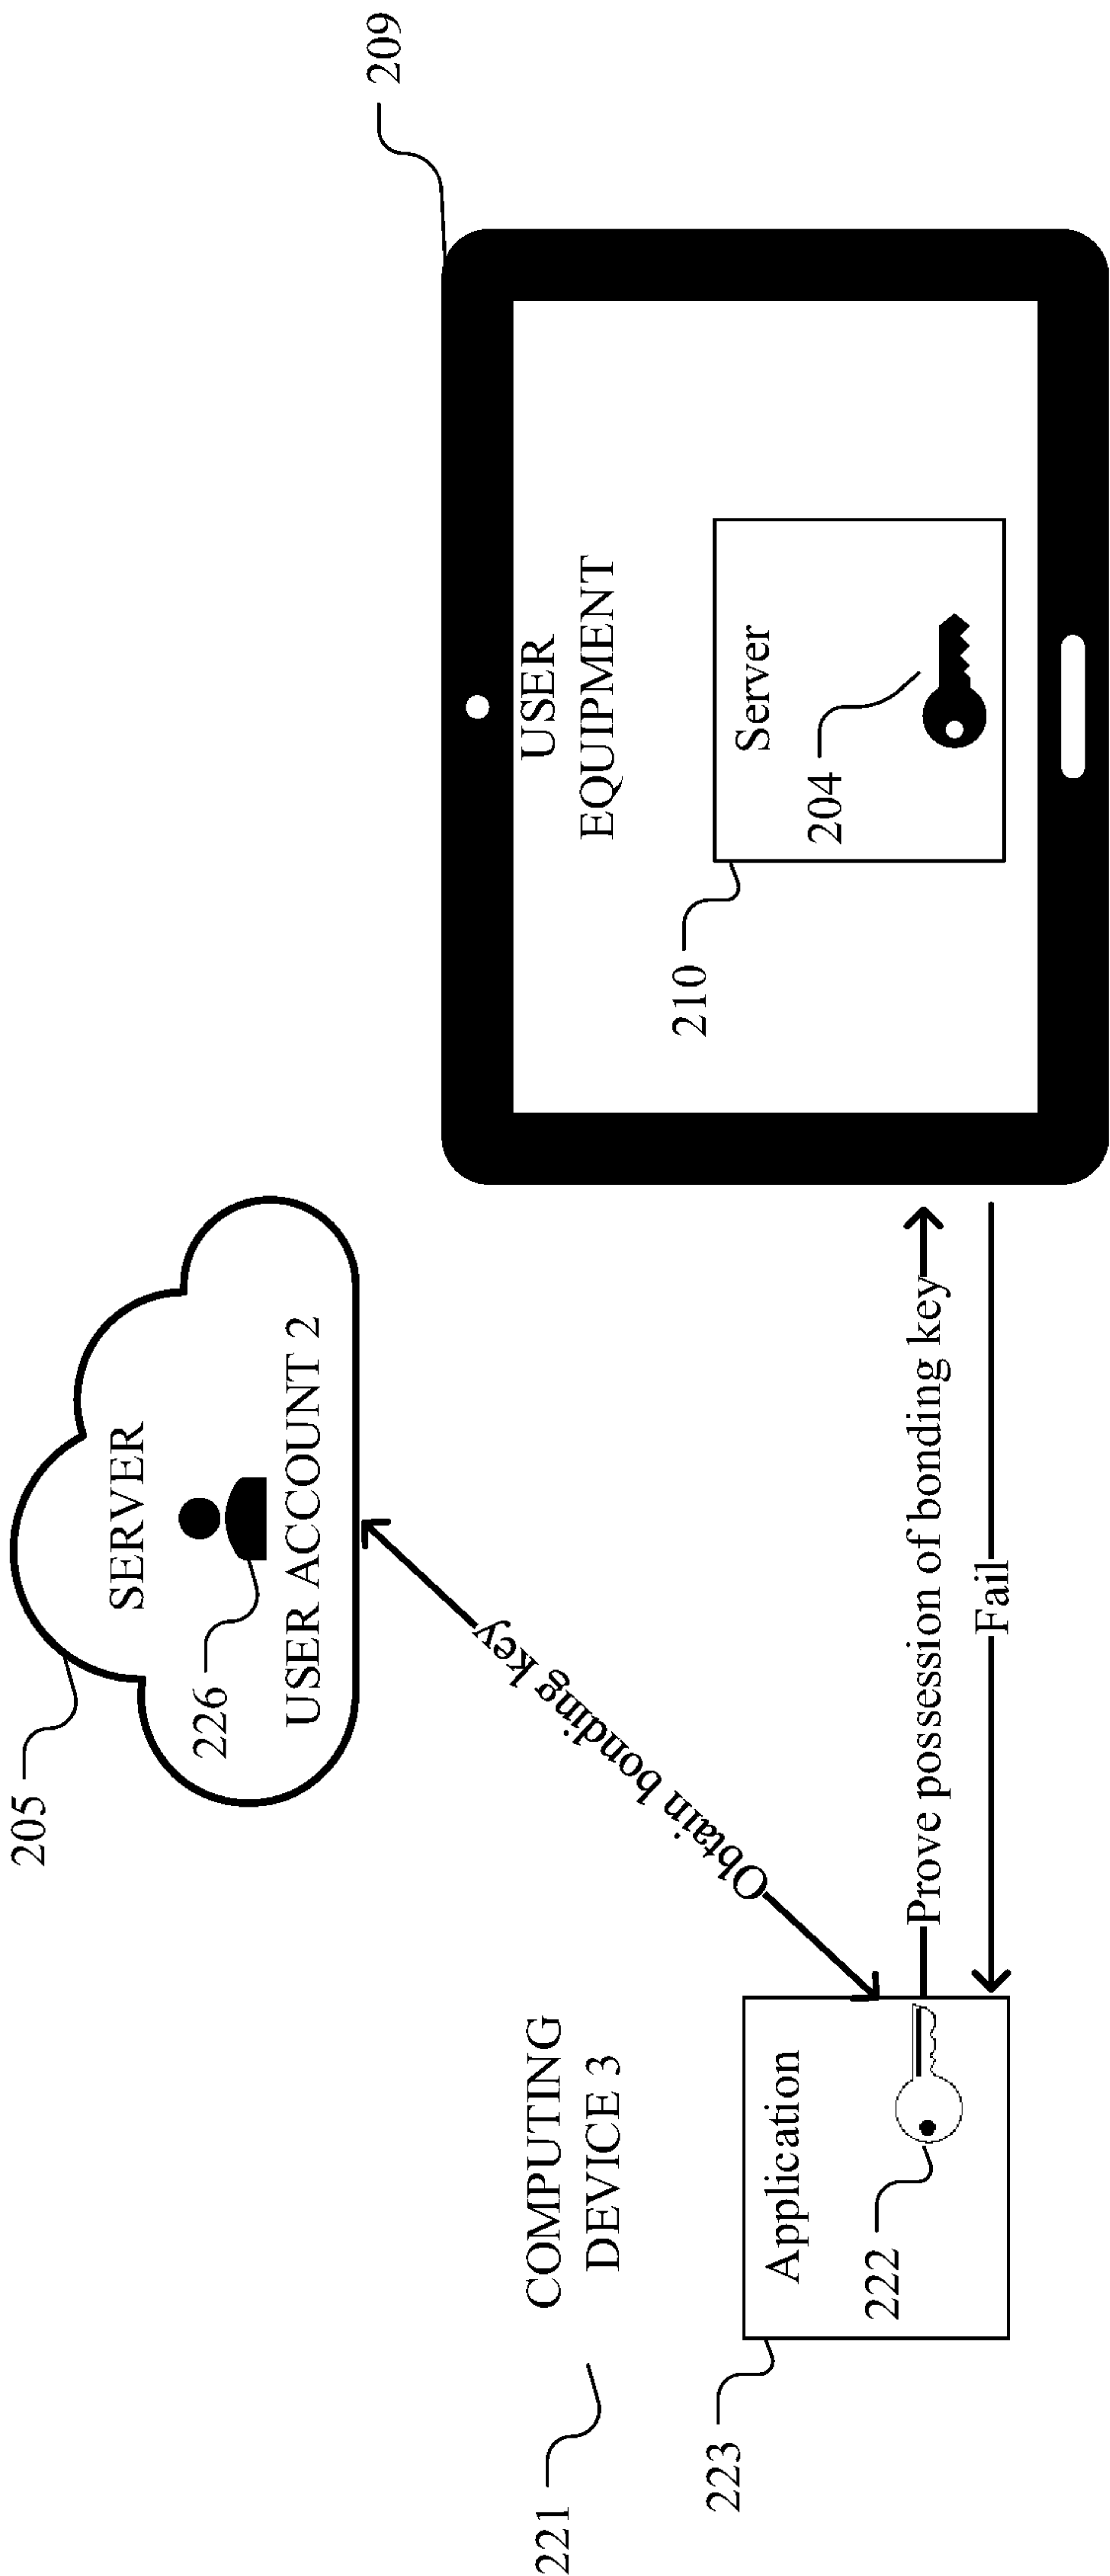 205
SERVER
226
USER ACCOUNT 2
209
221
COMPUTING
DEVICE 3
Obtain bonding key
USER
EQUIPMENT
223
Application
222
Prove possession of bonding key
Fail
210
Server
204